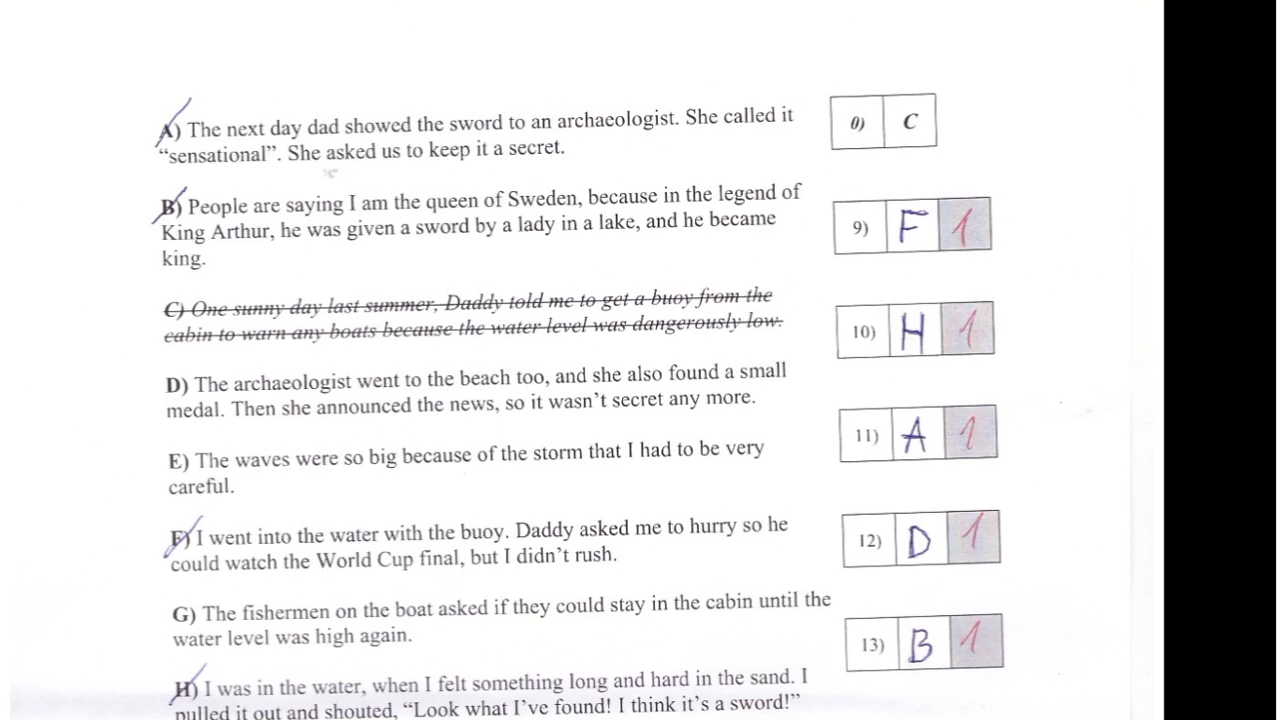 A) The next day dad showed the sword to an archaeologist. She called it
“sensational”. She asked us to keep it a secret.
0) C
B) People are saying I am the queen of Sweden, because in the legend of
King Arthur, he was given a sword by a lady in a lake, and he became
king.
9) F 1
C) One sunny day last summer, Daddy told me to get a buoy from the
cabin to warn any boats because the water level was dangerously low.
10) H 1
D) The archaeologist went to the beach too, and she also found a small
medal. Then she announced the news, so it wasn’t secret any more.
11) A 1
E) The waves were so big because of the storm that I had to be very
careful.
F) I went into the water with the buoy. Daddy asked me to hurry so he
could watch the World Cup final, but I didn’t rush.
12) D 1
G) The fishermen on the boat asked if they could stay in the cabin until the
water level was high again.
13) B 1
H) I was in the water, when I felt something long and hard in the sand. I
pulled it out and shouted, “Look what I’ve found! I think it’s a sword!”